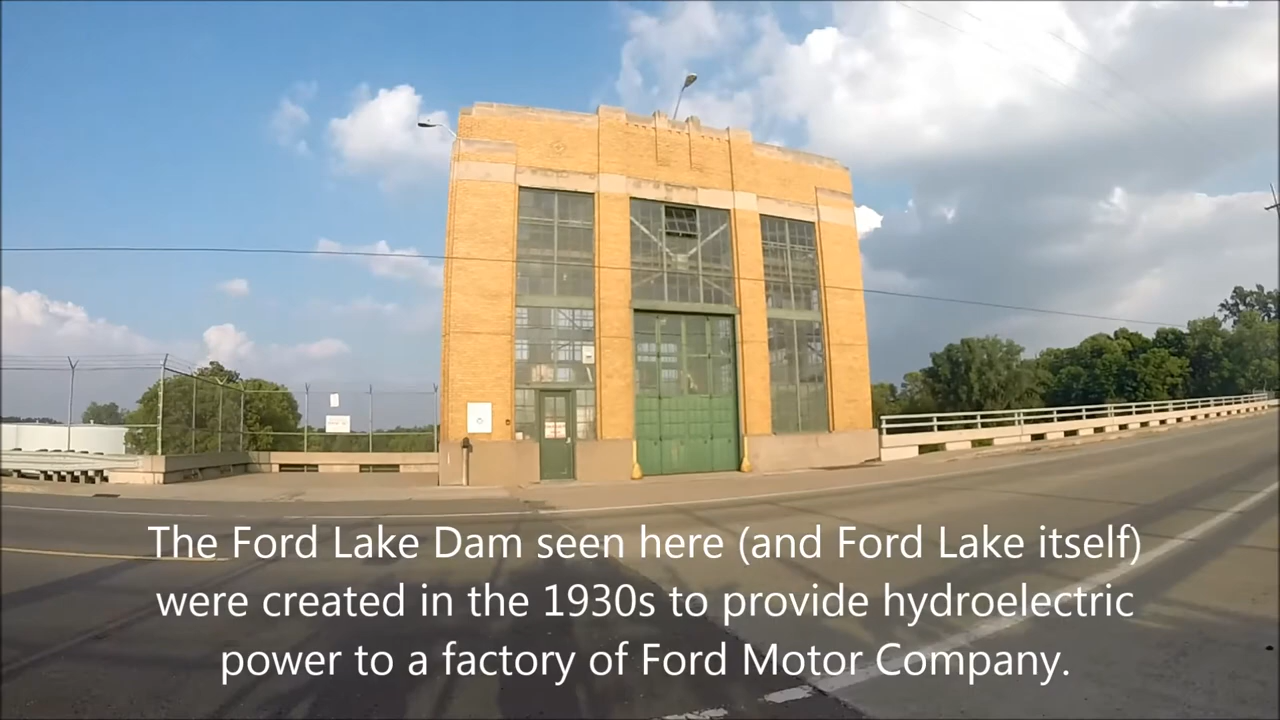 The Ford Lake Dam seen here (and Ford Lake itself)
were created in the 1930s to provide hydroelectric
power to a factory of Ford Motor Company.